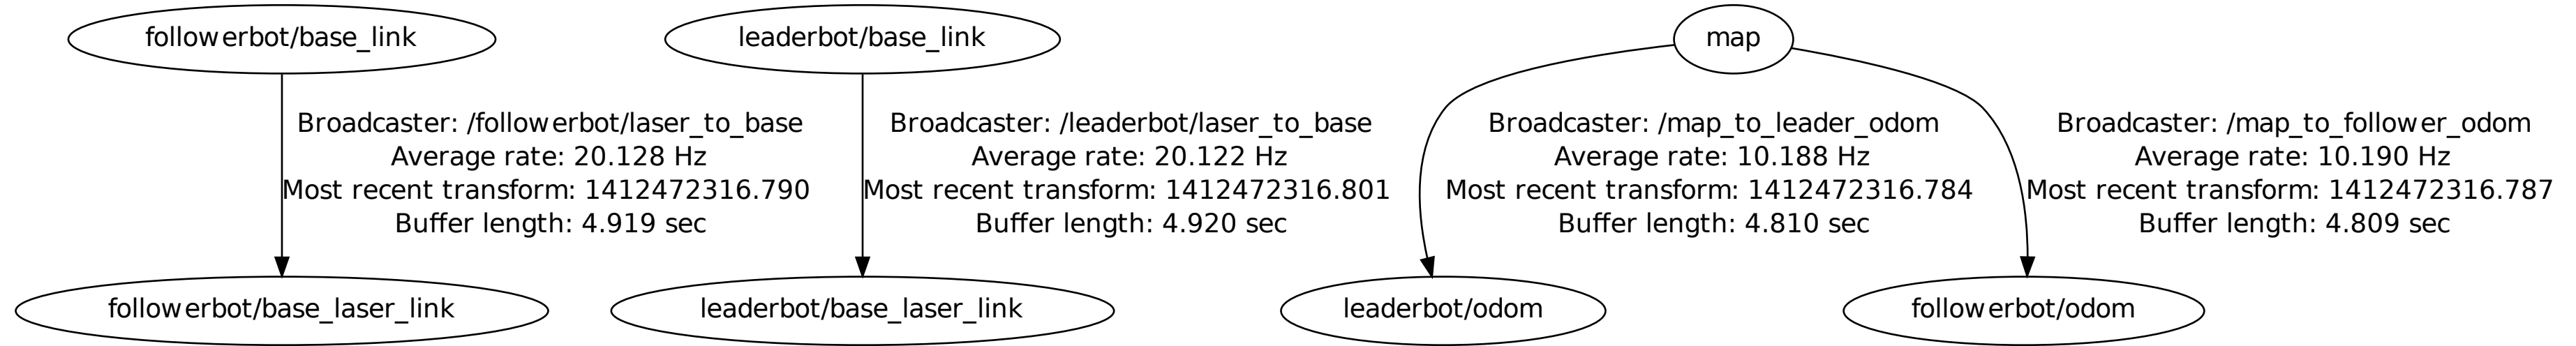 followerbot/base_link
leaderbot/base_link
map
Broadcaster: /followerbot/laser_to_base
Average rate: 20.128 Hz
Most recent transform: 1412472316.790
Buffer length: 4.919 sec
Broadcaster: /leaderbot/laser_to_base
Average rate: 20.122 Hz
Most recent transform: 1412472316.801
Buffer length: 4.920 sec
Broadcaster: /map_to_leader_odom
Average rate: 10.188 Hz
Most recent transform: 1412472316.784
Buffer length: 4.810 sec
Broadcaster: /map_to_follower_odom
Average rate: 10.190 Hz
Most recent transform: 1412472316.787
Buffer length: 4.809 sec
followerbot/base_laser_link
leaderbot/base_laser_link
leaderbot/odom
followerbot/odom